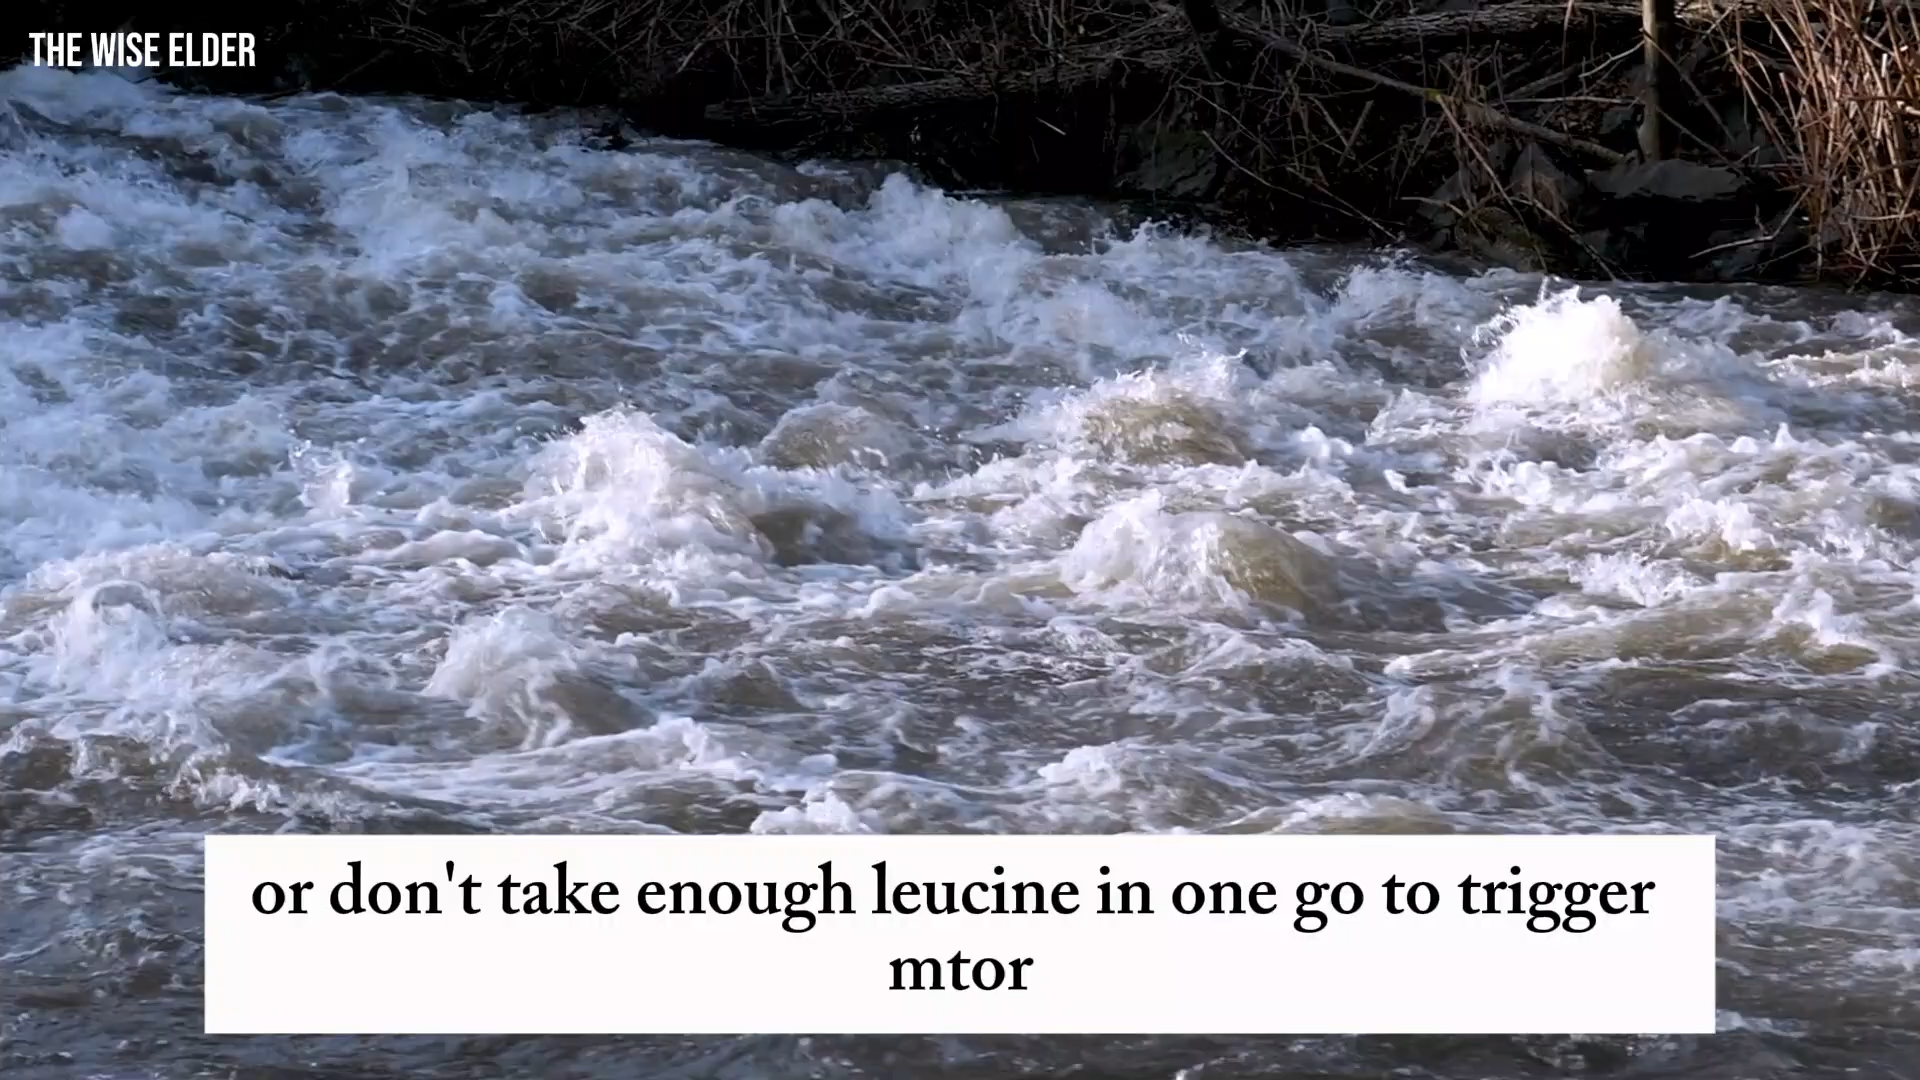 THE WISE ELDER
or don't take enough leucine in one go to trigger
mtor